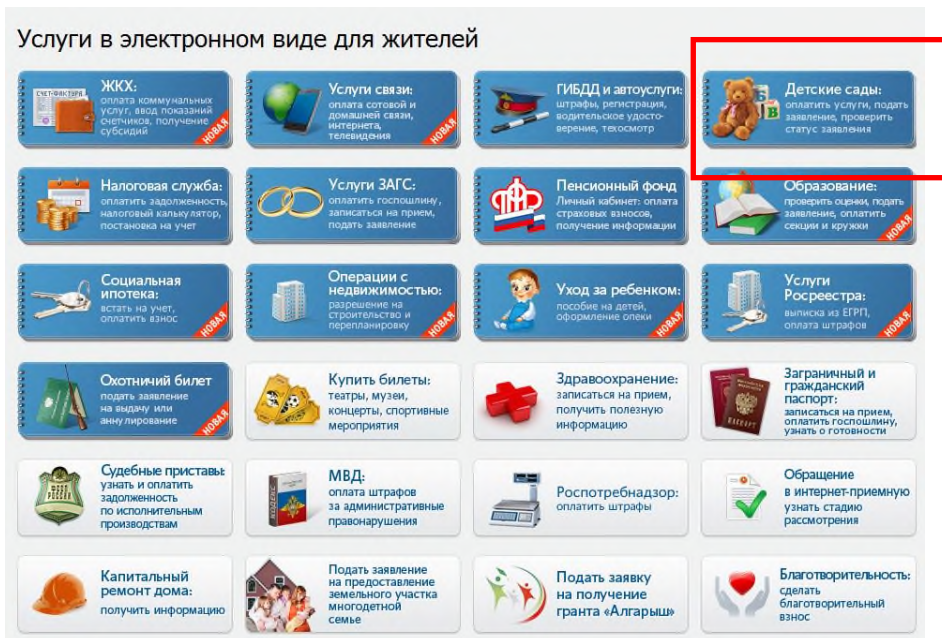 Услуги в электронном виде для жителей
ЖКХ:
оплата коммунальных
услуг, ввод показаний
счетчиков, получение
субсидий
НОВАЯ
СЧЕТ-ФАКТУРА
Услуги связи:
оплата сотовой и
домашней связи,
интернета,
телевидения
НОВАЯ
ГИБДД и автоуслуги:
штрафы, регистрация,
водительское удосто-
верение, техосмотр
Детские сады:
оплатить услуги, подать
заявление, проверить
статус заявления
Налоговая служба:
оплатить задолженность,
налоговый калькулятор,
постановка на учет
Услуги ЗАГС:
оплатить госпошлину,
записаться на прием,
подать заявление
Пенсионный фонд
Личный кабинет: оплата
страховых взносов,
получение информации
Образование:
проверить оценки, подать
заявление, оплатить
секции и кружки
НОВАЯ
Социальная
ипотека:
встать на учет,
оплатить взнос
НОВАЯ
Операции с
недвижимостью:
разрешение на
строительство и
перепланировку
НОВАЯ
Уход за ребенком:
пособие на детей,
оформление опеки
НОВАЯ
Услуги
Росреестра:
выписка из ЕГРП,
оплата штрафов
НОВАЯ
Охотничий билет
подать заявление
на выдачу или
аннулирование
НОВАЯ
Купить билеты:
театры, музеи,
концерты, спортивные
мероприятия
Здравоохранение:
записаться на прием,
получить полезную
информацию
Заграничный и
гражданский
паспорт:
записаться на прием,
оплатить госпошлину,
узнать о готовности
ПАСПОРТ
Судебные приставы:
узнать и оплатить
задолженность
по исполнительным
производствам
ФССП
РОССИИ
МВД:
оплата штрафов
за административные
правонарушения
КОДЕКС
Роспотребнадзор:
оплатить штрафы
Обращение
в интернет-приемную
узнать стадию
рассмотрения
Капитальный
ремонт дома:
получить информацию
Подать заявление
на предоставление
земельного участка
многодетной
семье
Подать заявку
на получение
гранта «Алгарыш»
Благотворительность:
сделать
благотворительный
взнос